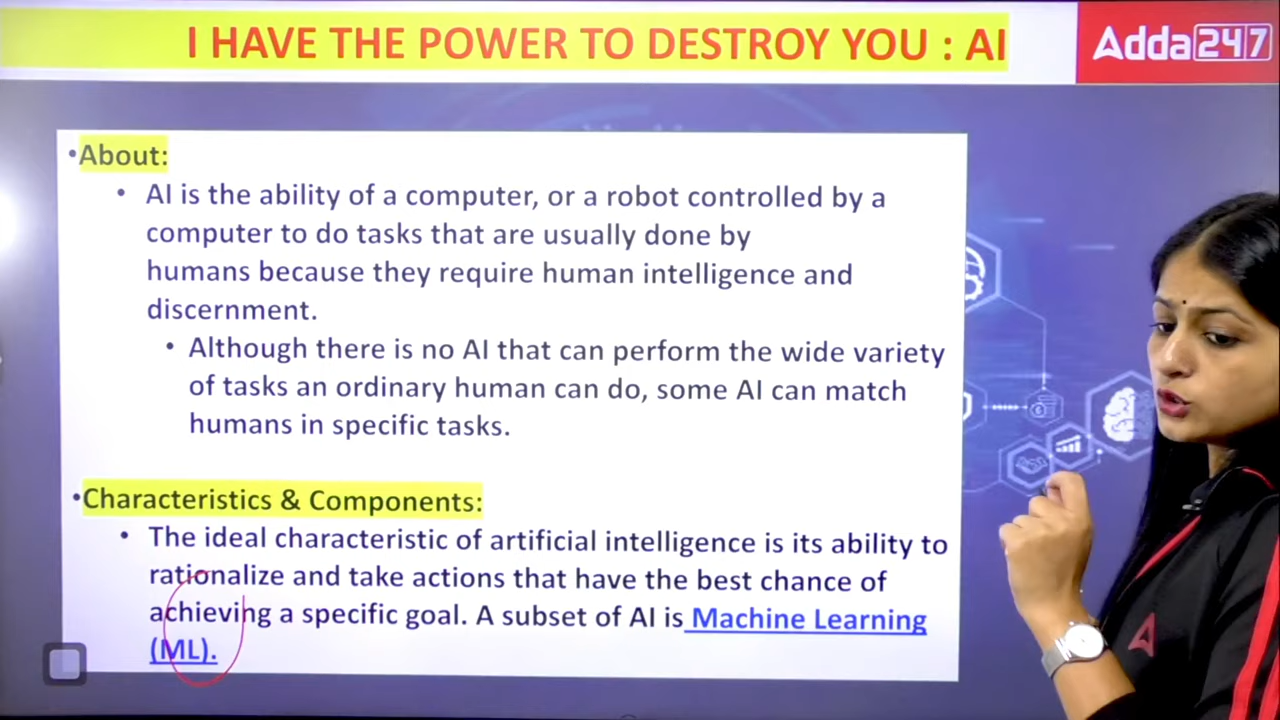 I HAVE THE POWER TO DESTROY YOU : AI
Adda247
•About:
• AI is the ability of a computer, or a robot controlled by a
computer to do tasks that are usually done by
humans because they require human intelligence and
discernment.
• Although there is no AI that can perform the wide variety
of tasks an ordinary human can do, some AI can match
humans in specific tasks.
•Characteristics & Components:
• The ideal characteristic of artificial intelligence is its ability to
rationalize and take actions that have the best chance of
achieving a specific goal. A subset of AI is Machine Learning
(ML).